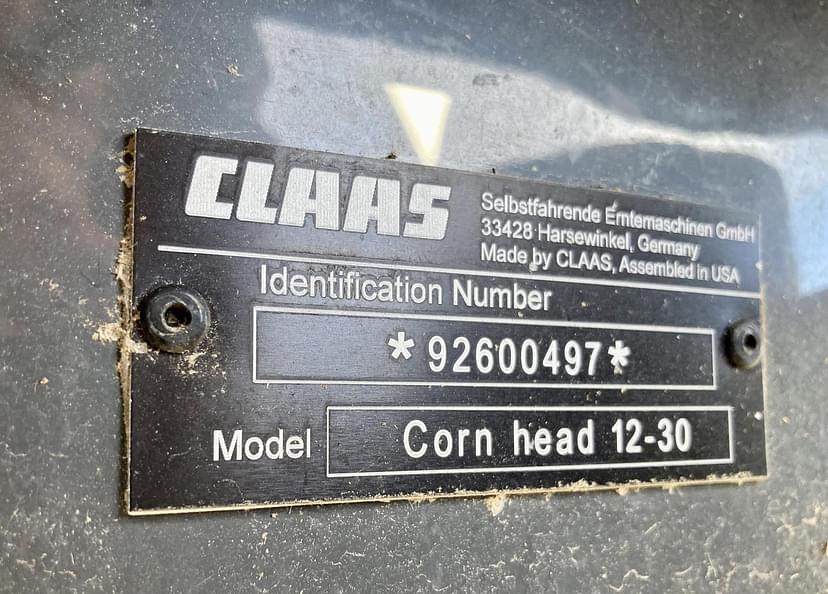 CLAAS
Selbstfahrende Erntemaschinen GmbH
33428 Harsewinkel, Germany
Made by CLAAS, Assembled in USA
Identification Number
*92600497*
Model
Corn head 12-30